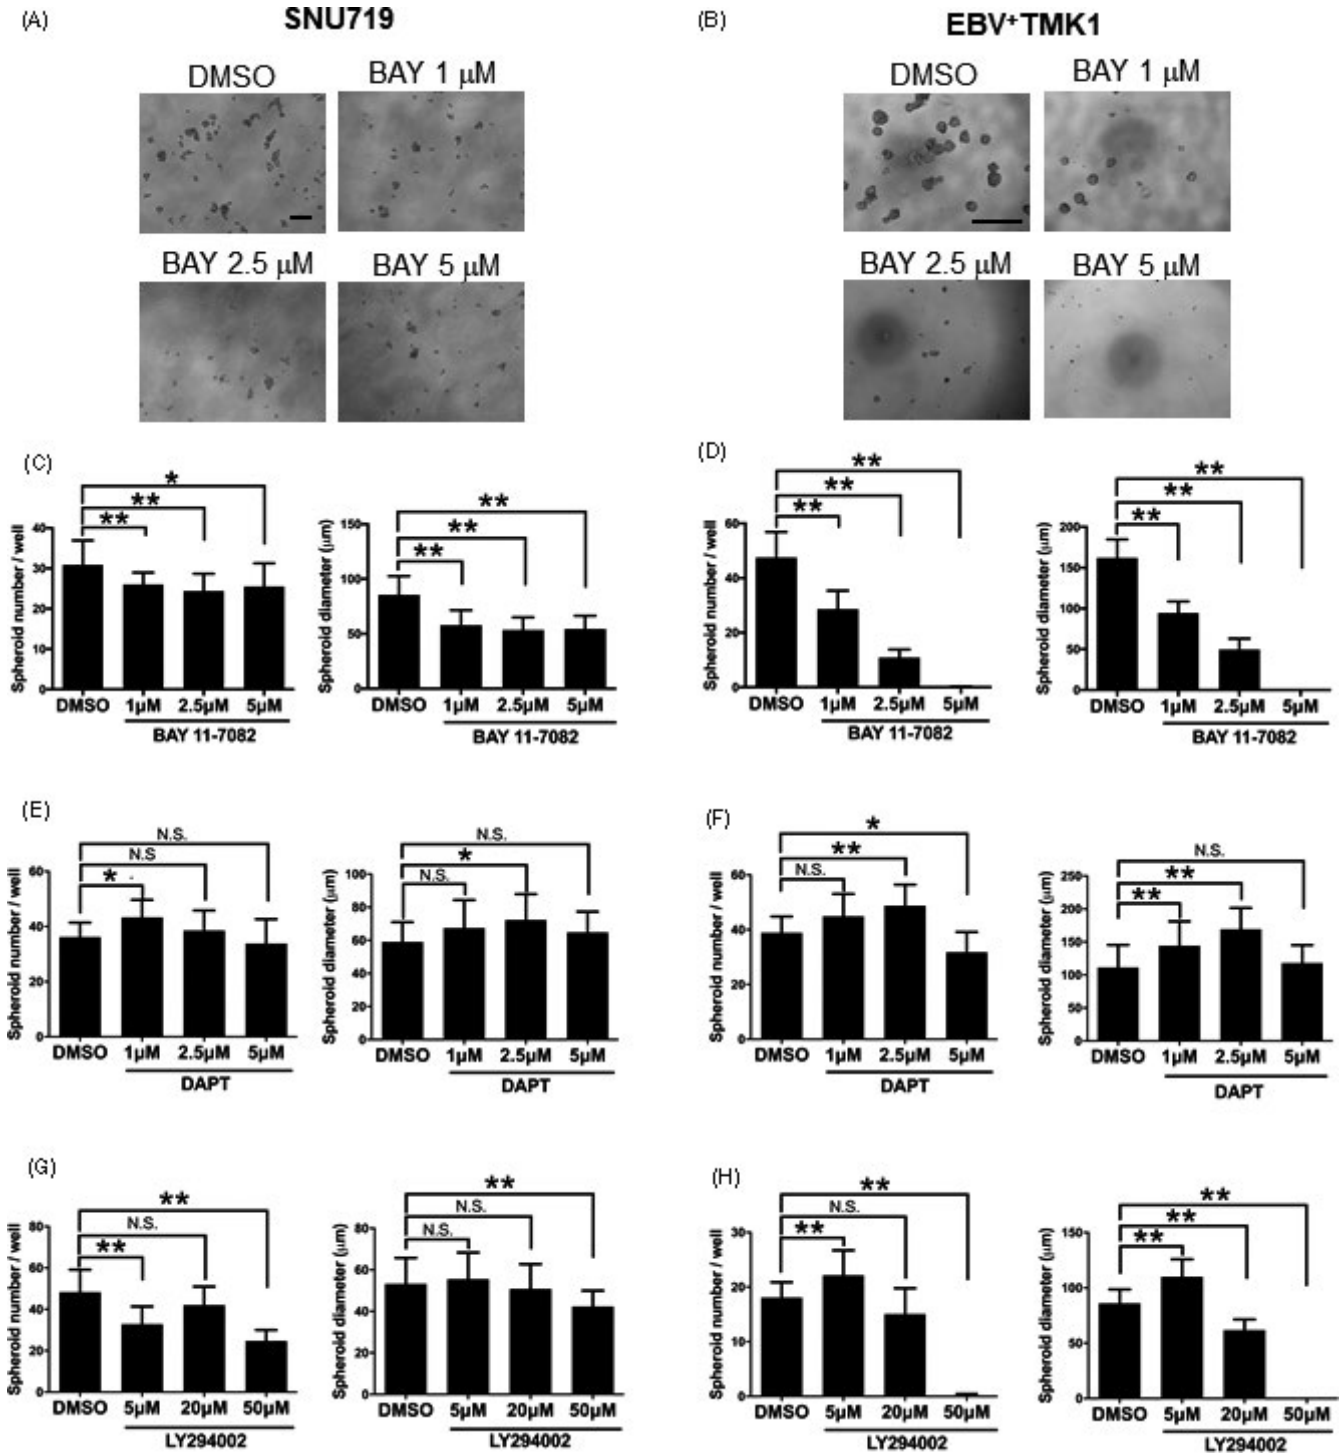 (A)
SNU719
(B)
EBV⁺TMK1
DMSO
BAY 1 µM
BAY 2.5 µM
BAY 5 µM
DMSO
BAY 1 µM
BAY 2.5 µM
BAY 5 µM
(C)
*
**
**
Spheroid number / well
40
30
20
10
0
DMSO
1µM
2.5µM
5µM
BAY 11-7082
**
**
**
Spheroid diameter (µm)
150
100
50
0
DMSO
1µM
2.5µM
5µM
BAY 11-7082
(D)
**
**
**
Spheroid number / well
60
40
20
0
DMSO
1µM
2.5µM
5µM
BAY 11-7082
**
**
**
Spheroid diameter (µm)
200
150
100
50
0
DMSO
1µM
2.5µM
5µM
BAY 11-7082
(E)
N.S.
N.S
*
Spheroid number / well
60
40
20
0
DMSO
1µM
2.5µM
5µM
DAPT
N.S.
*
N.S.
Spheroid diameter (µm)
100
80
60
40
20
0
DMSO
1µM
2.5µM
5µM
DAPT
(F)
*
**
N.S.
Spheroid number / well
60
40
20
0
DMSO
1µM
2.5µM
5µM
DAPT
N.S.
**
**
Spheroid diameter (µm)
250
200
150
100
50
0
DMSO
1µM
2.5µM
5µM
DAPT
(G)
**
N.S.
**
Spheroid number / well
80
60
40
20
0
DMSO
5µM
20µM
50µM
LY294002
**
N.S.
N.S.
Spheroid diameter (µm)
80
60
40
20
0
DMSO
5µM
20µM
50µM
LY294002
(H)
**
N.S.
**
Spheroid number / well
30
20
10
0
DMSO
5µM
20µM
50µM
LY294002
**
**
**
Spheroid diameter (µm)
150
100
50
0
DMSO
5µM
20µM
50µM
LY294002